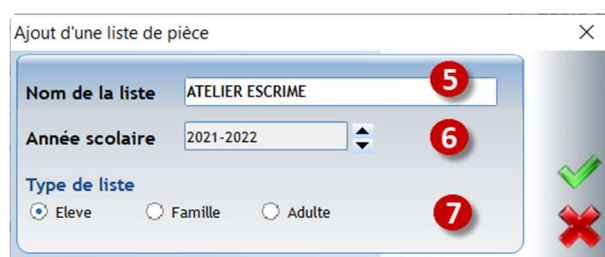 Ajout d'une liste de pièce
Nom de la liste ATELIER ESCRIME 5
Année scolaire 2021-2022 6
Type de liste
Eleve Famille Adulte 7